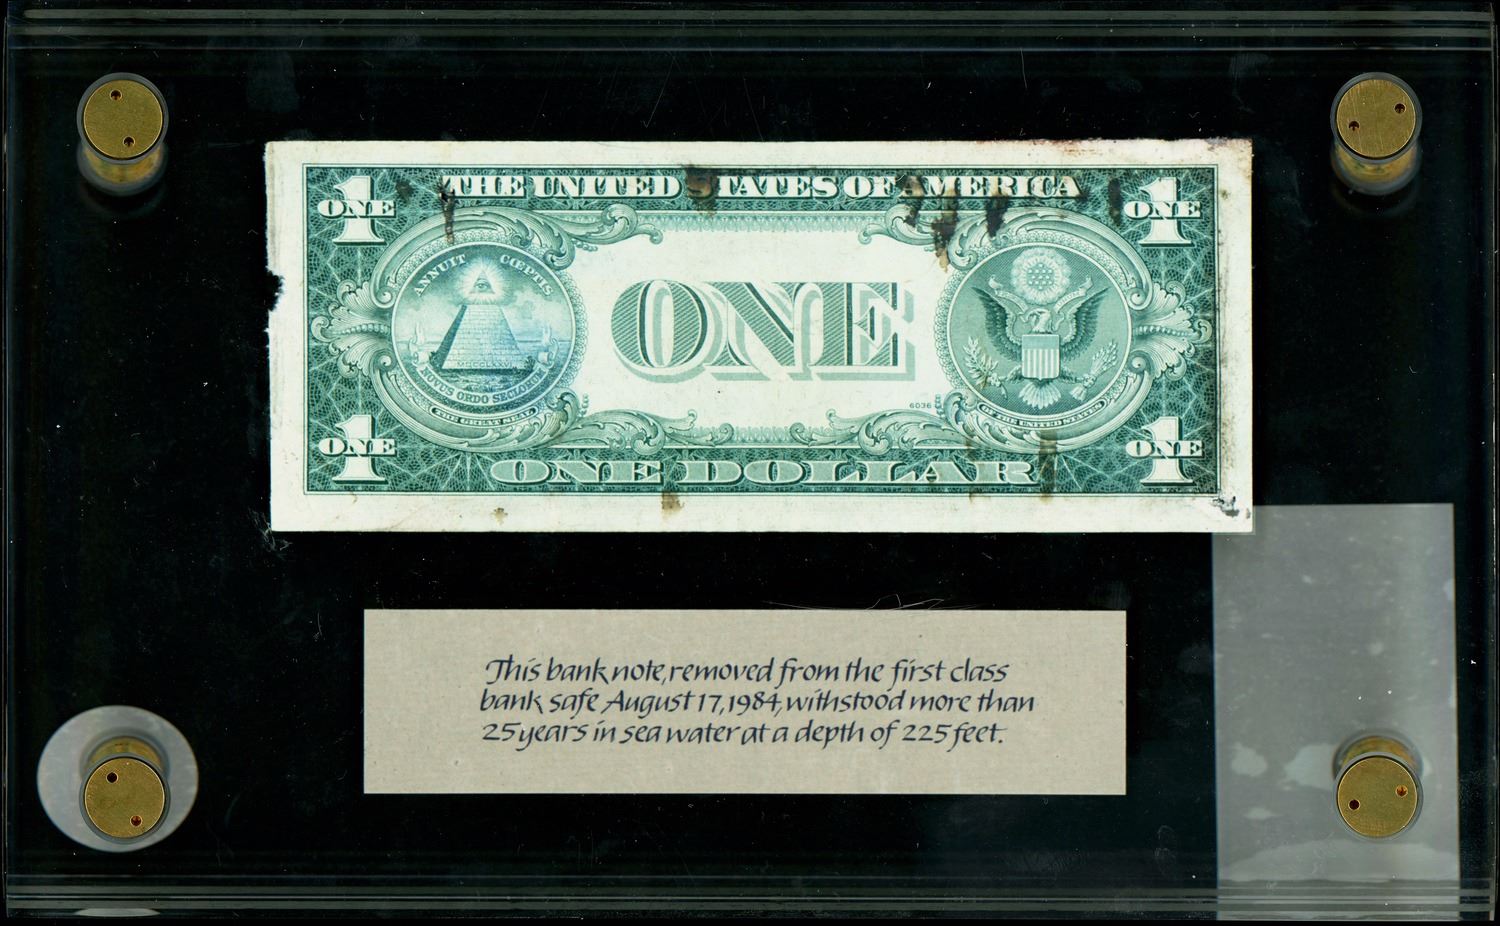 THE UNITED STATES OF AMERICA
1 ONE
1 ONE
ANNUIT CŒPTIS
ONE
NOVUS ORDO SECLORUM
THE GREAT SEAL
6036
OF THE UNITED STATES
1 ONE
1 ONE
ONE DOLLAR
This bank note, removed from the first class
bank safe August 17, 1984, withstood more than
25 years in sea water at a depth of 225 feet.